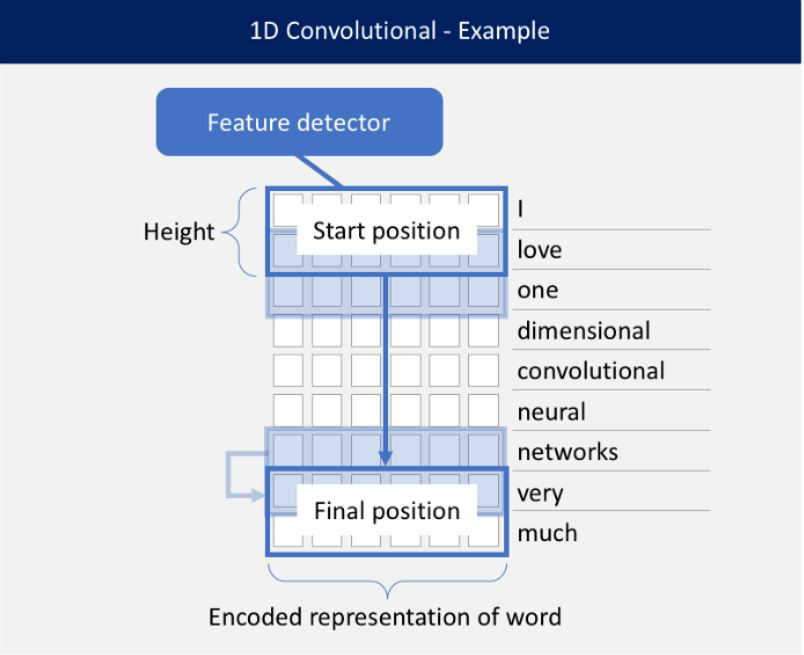 1D Convolutional - Example
Feature detector
I
Height
Start position
love
one
dimensional
convolutional
neural
networks
very
Final position
much
Encoded representation of word